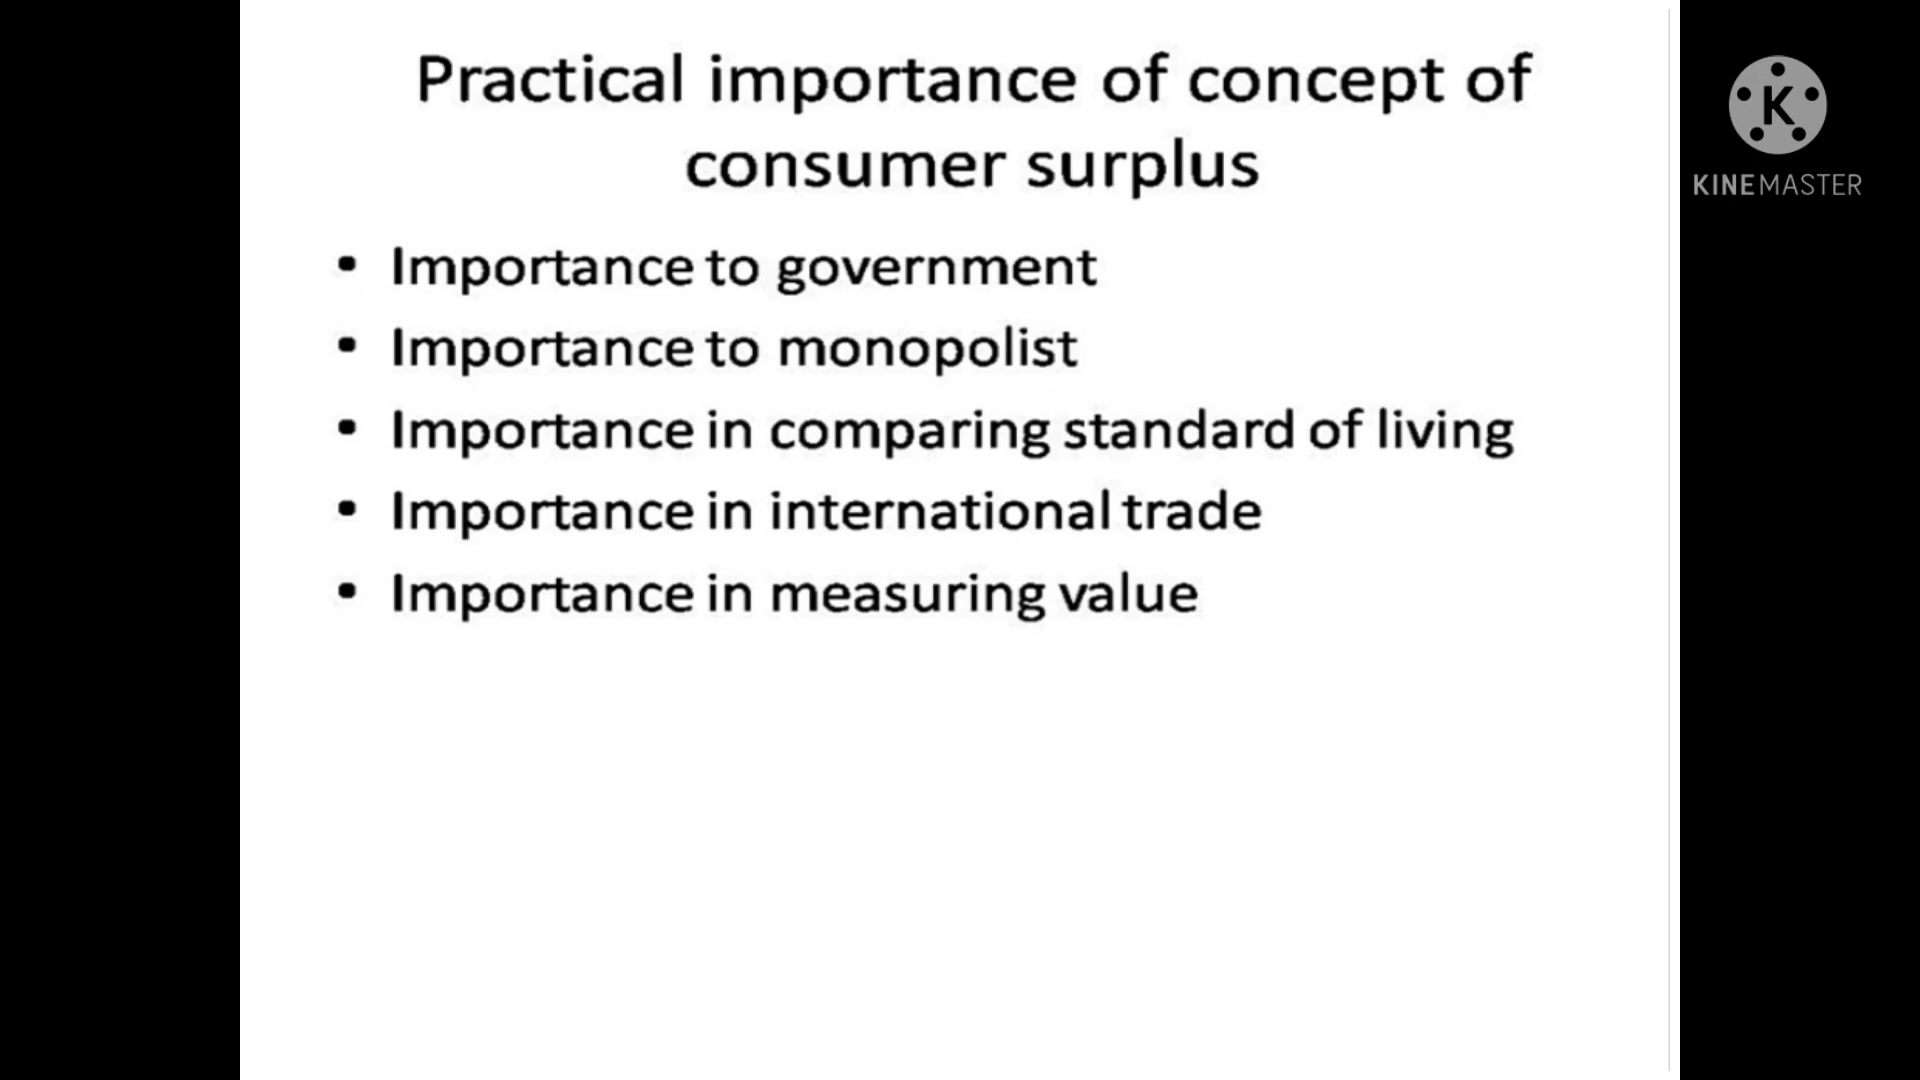 Practical importance of concept of
consumer surplus
• Importance to government
• Importance to monopolist
• Importance in comparing standard of living
• Importance in international trade
• Importance in measuring value
K
KINEMASTER